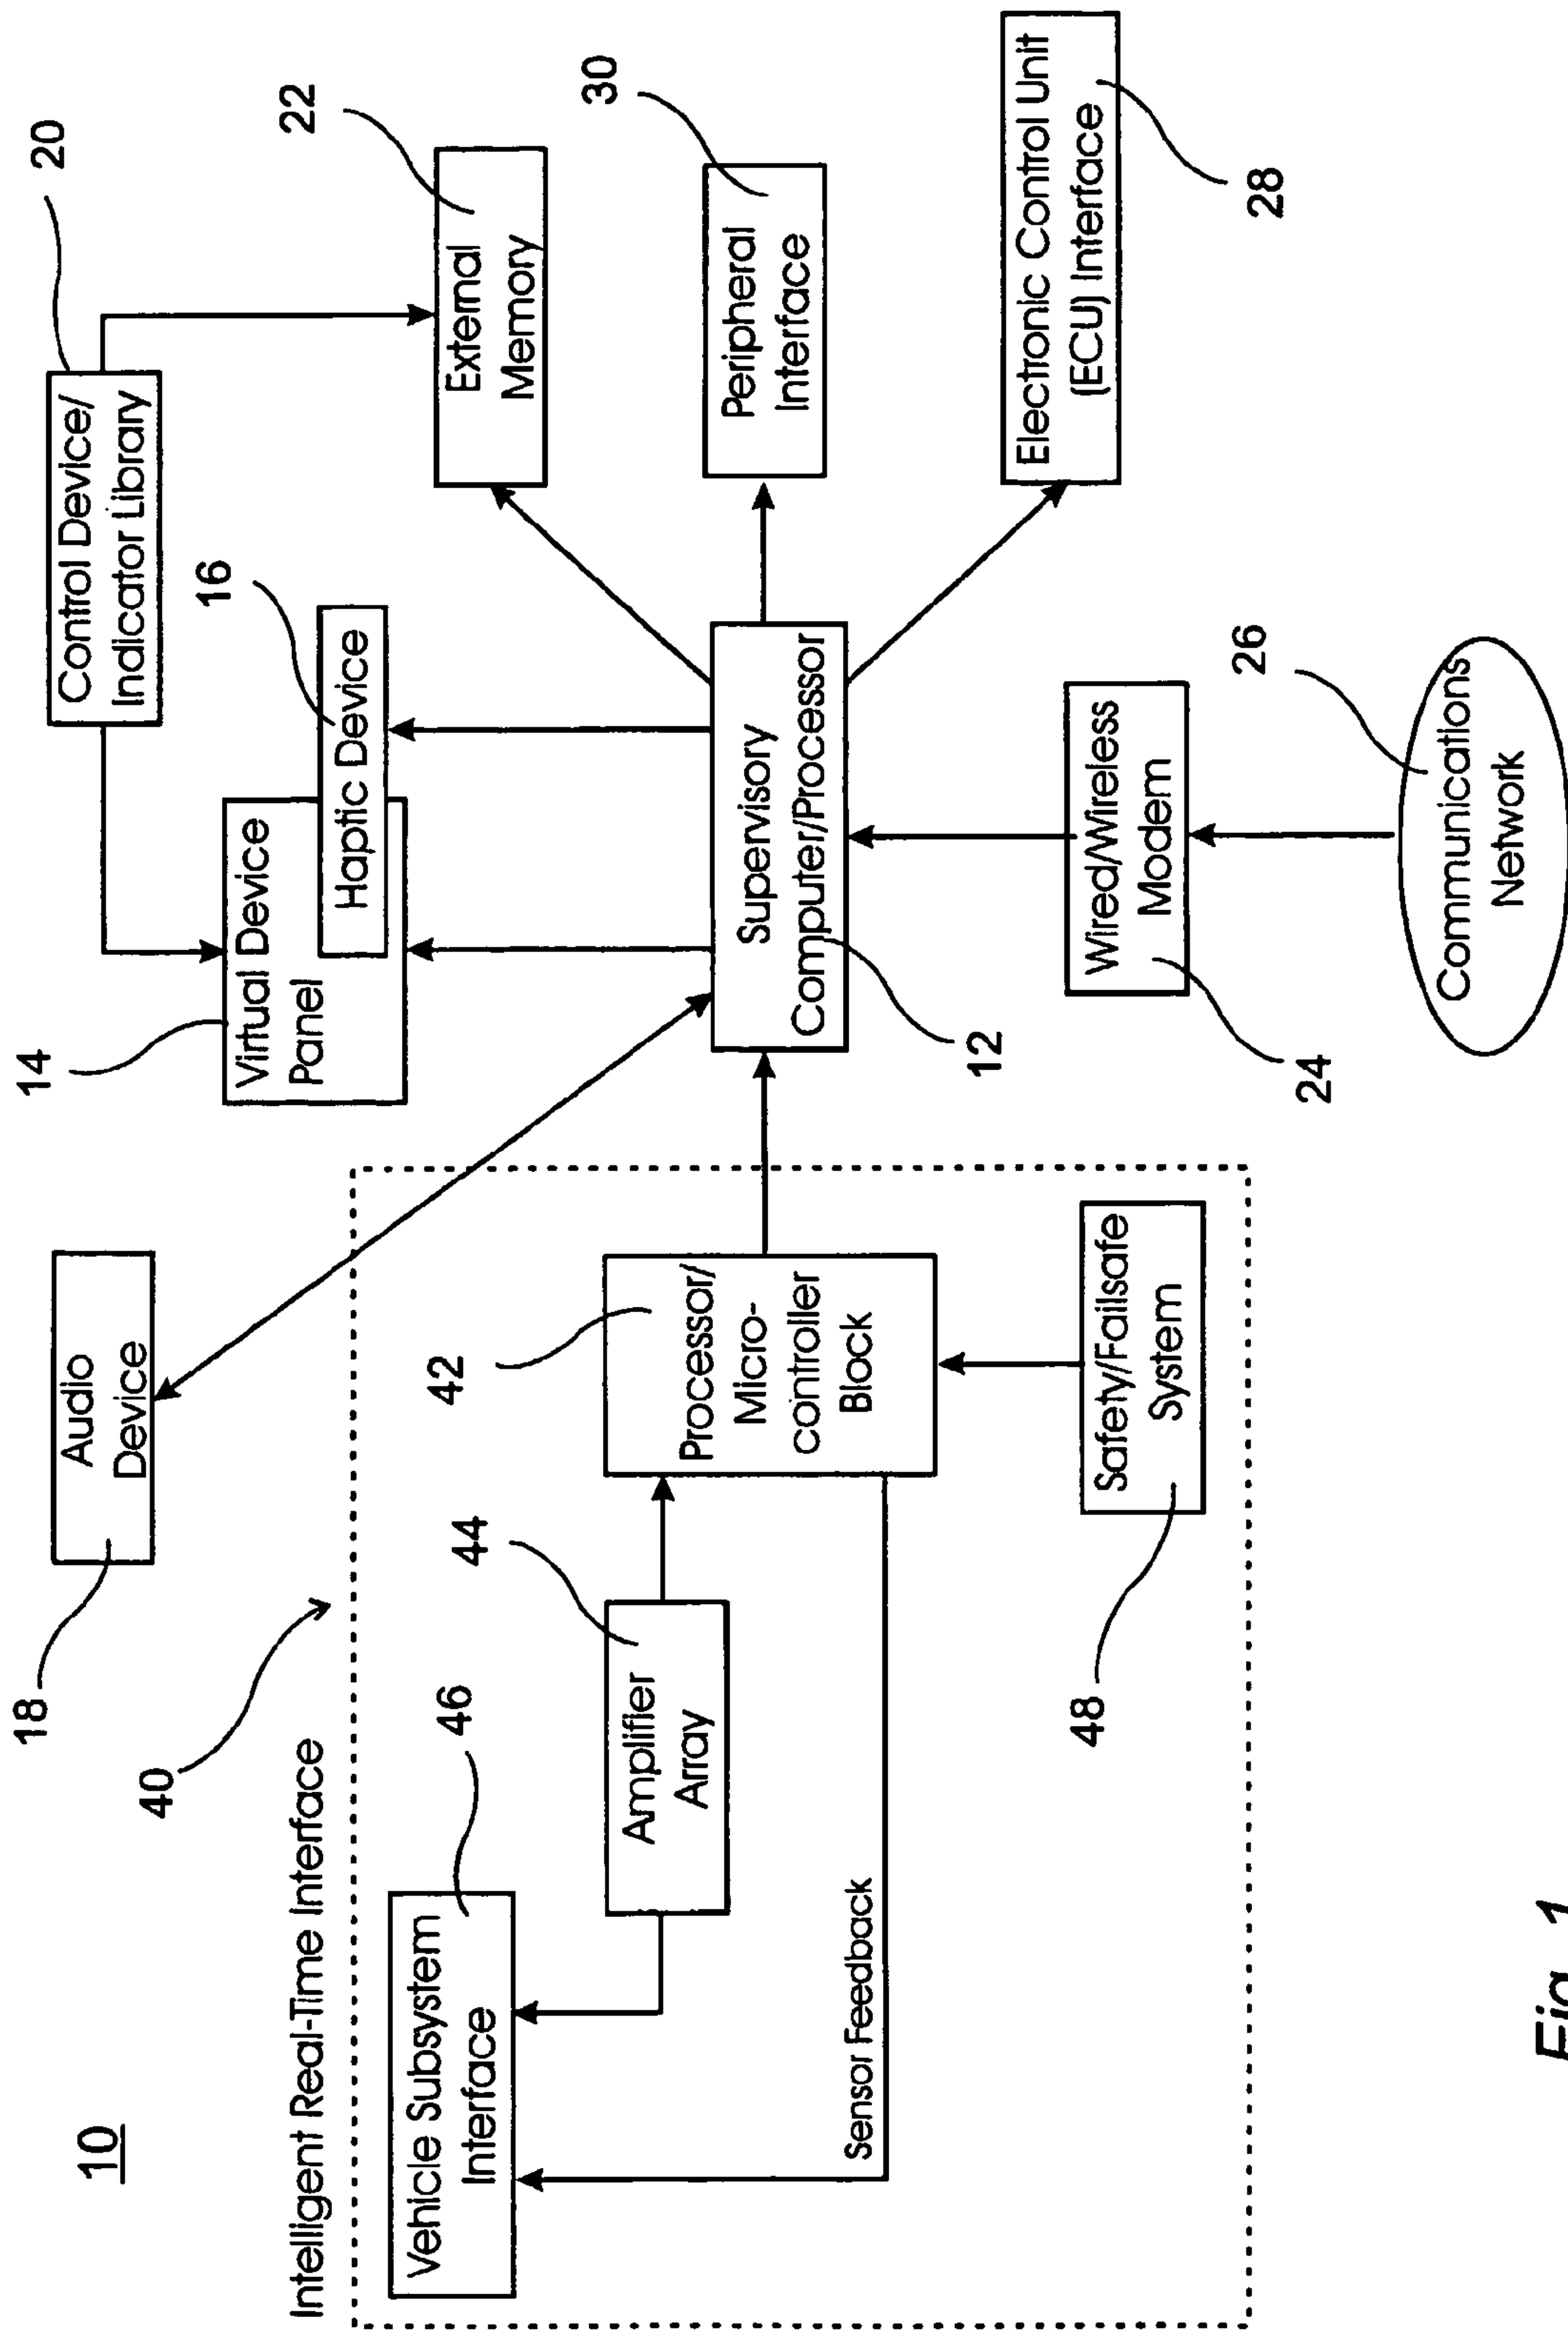 10
Intelligent Real-Time Interface
40
18
Audio
Device
14
Virtual Device
Panel
16
Haptic Device
20
Control Device/
Indicator Library
22
External
Memory
30
Peripheral
Interface
Electronic Control Unit
(ECU) Interface
28
Supervisory
Computer/Processor
12
Wired/Wireless
Modem
24
26
Communications
Network
Vehicle Subsystem
Interface
46
Amplifier
Array
44
42
Processor/
Micro-
controller
Block
Sensor Feedback
Safety/Failsafe
System
48
Fig. 1